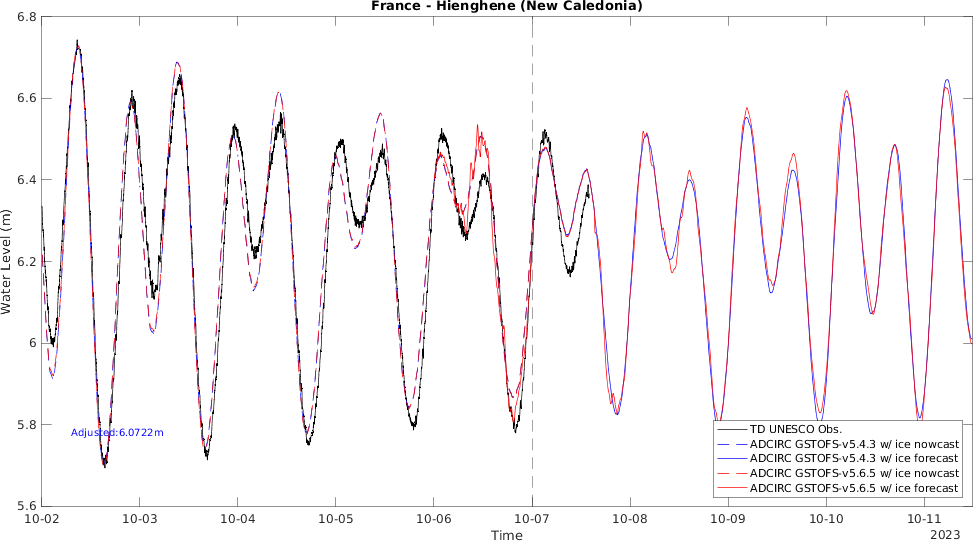 France - Hienghene (New Caledonia)
6.8
6.6
6.4
6.2
6
5.8
5.6
Water Level (m)
Adjusted:6.0722m
TD UNESCO Obs.
ADCIRC GSTOFS-v5.4.3 w/ ice nowcast
ADCIRC GSTOFS-v5.4.3 w/ ice forecast
ADCIRC GSTOFS-v5.6.5 w/ ice nowcast
ADCIRC GSTOFS-v5.6.5 w/ ice forecast
10-02 10-03 10-04 10-05 10-06 10-07 10-08 10-09 10-10 10-11
Time
2023